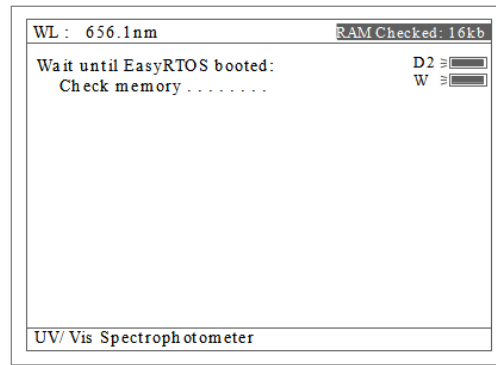 WL: 656.1nm
RAM Checked: 16kb
Wait until EasyRTOS booted:
D2
Check memory ........
W
UV/Vis Spectrophotometer